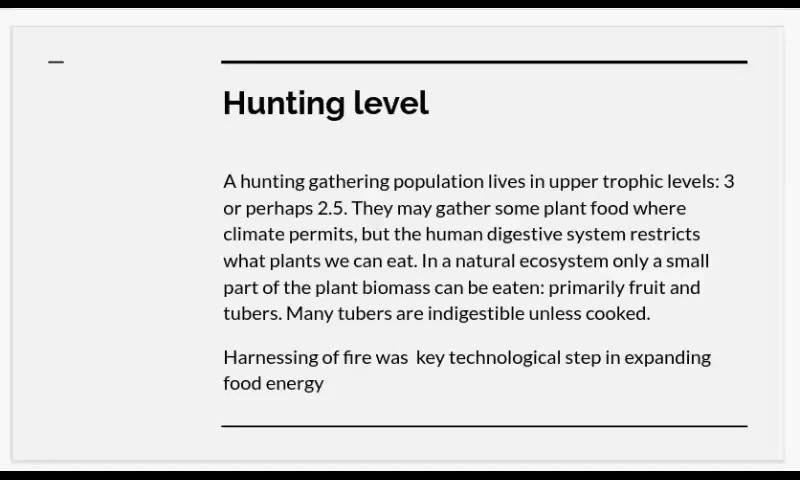 Hunting level
A hunting gathering population lives in upper trophic levels: 3
or perhaps 2.5. They may gather some plant food where
climate permits, but the human digestive system restricts
what plants we can eat. In a natural ecosystem only a small
part of the plant biomass can be eaten: primarily fruit and
tubers. Many tubers are indigestible unless cooked.
Harnessing of fire was  key technological step in expanding
food energy